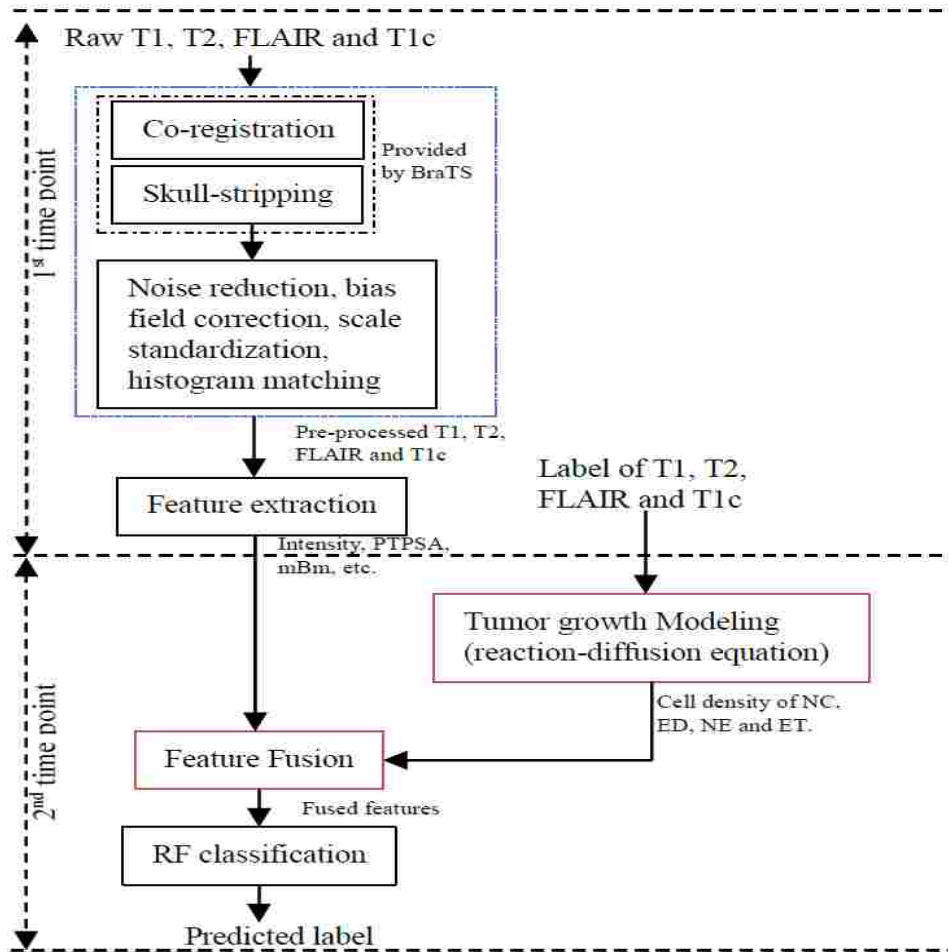 Raw T1, T2, FLAIR and T1c
1st time point
Co-registration
Skull-stripping
Provided
by BraTS
Noise reduction, bias
field correction, scale
standardization,
histogram matching
Pre-processed T1, T2,
FLAIR and T1c
Feature extraction
Label of T1, T2,
FLAIR and T1c
Intensity, PTPSA,
mBm, etc.
2nd time point
Tumor growth Modeling
(reaction-diffusion equation)
Cell density of NC,
ED, NE and ET.
Feature Fusion
Fused features
RF classification
Predicted label